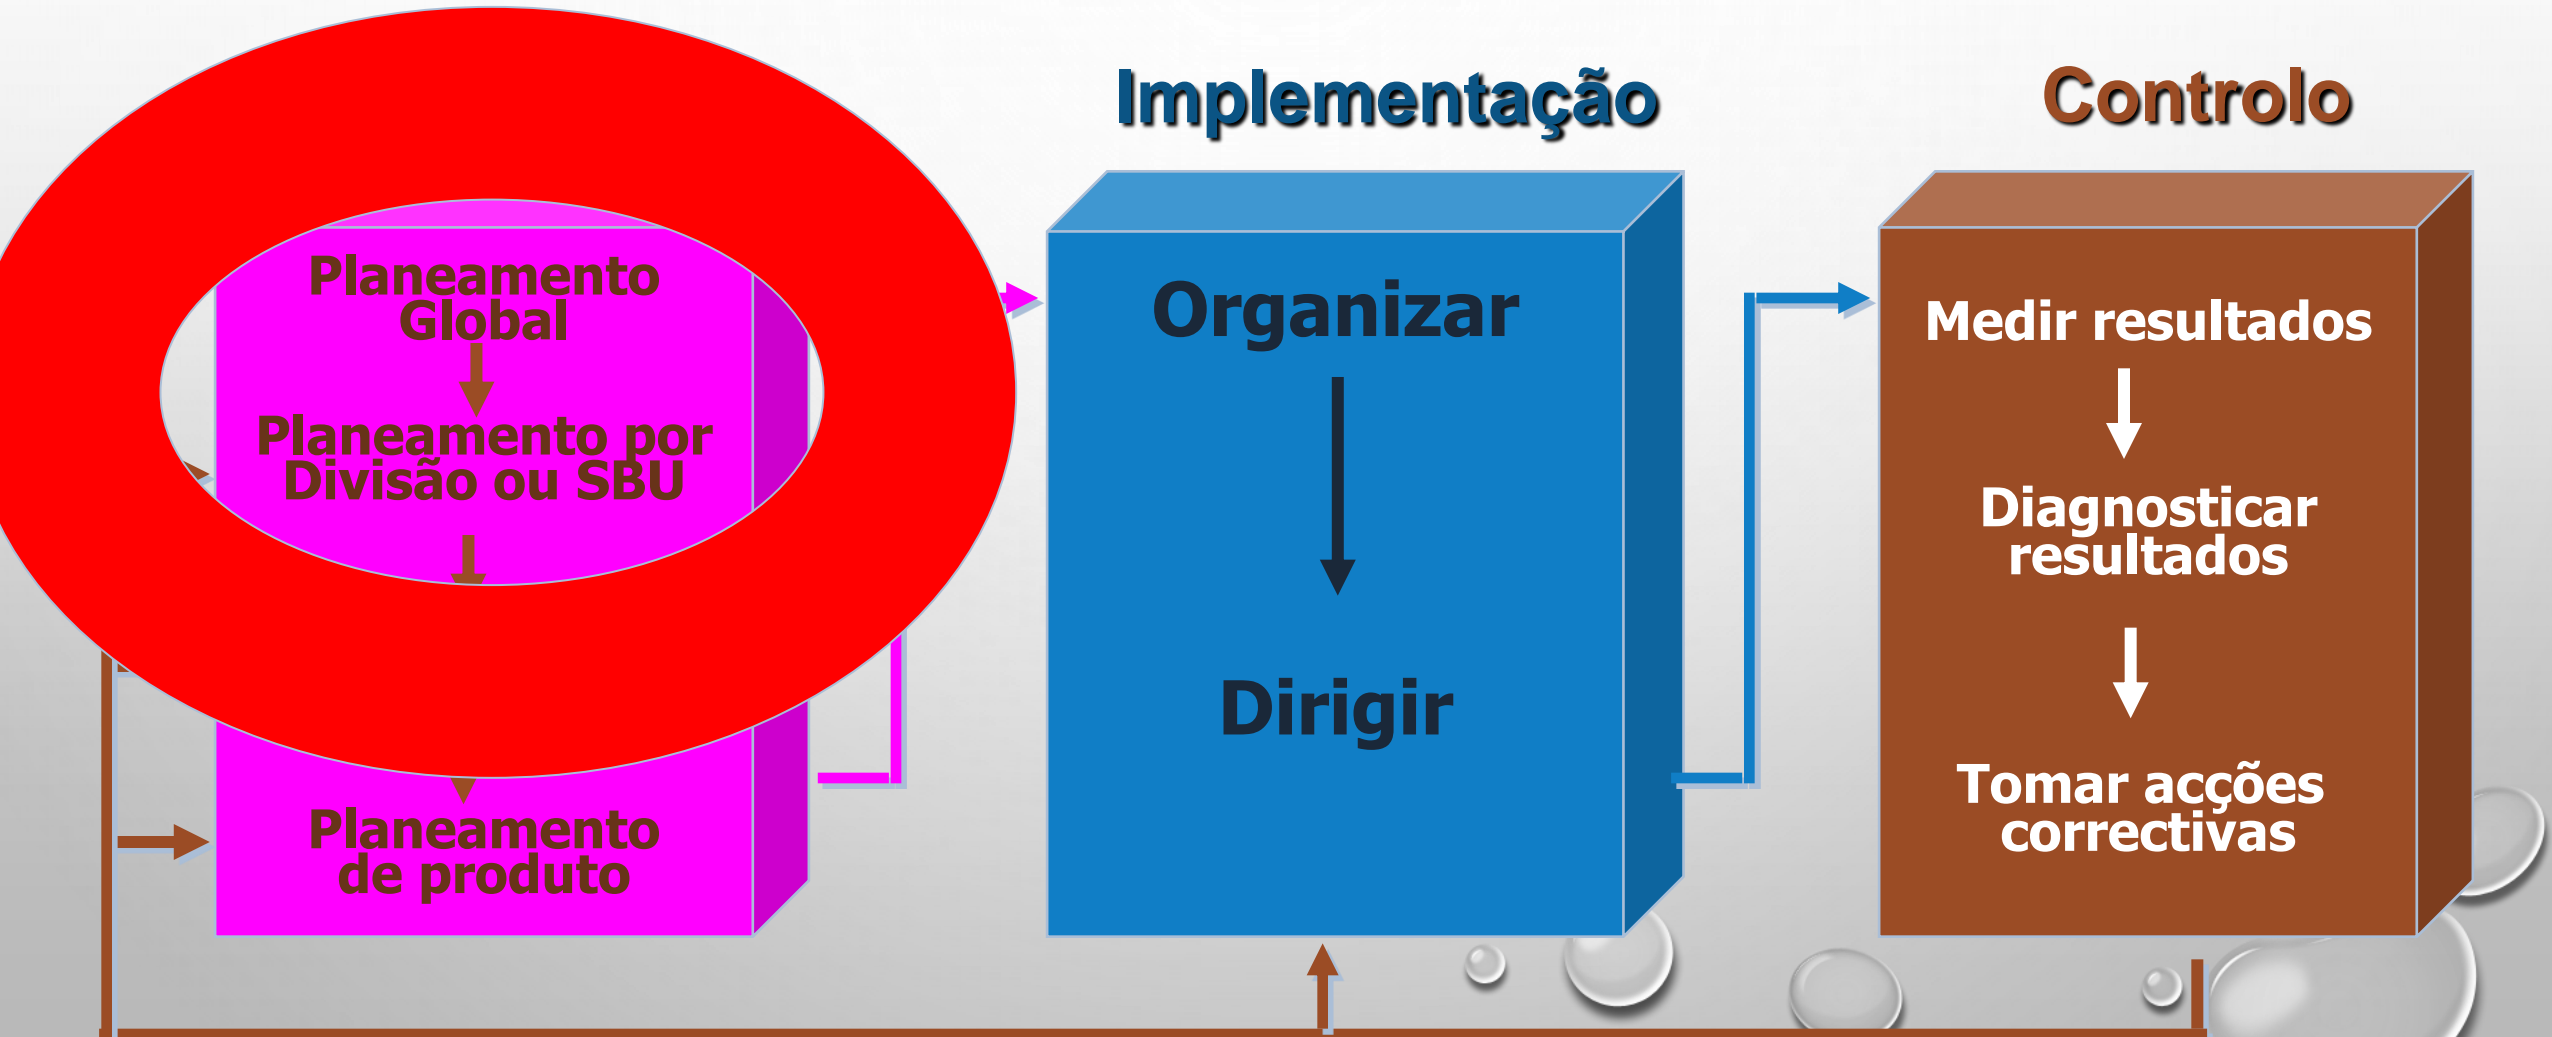 Implementação
Controlo
Planeamento
Global
Planeamento por
Divisão ou SBU
Planeamento
de produto
Organizar
Dirigir
Medir resultados
Diagnosticar
resultados
Tomar acções
correctivas